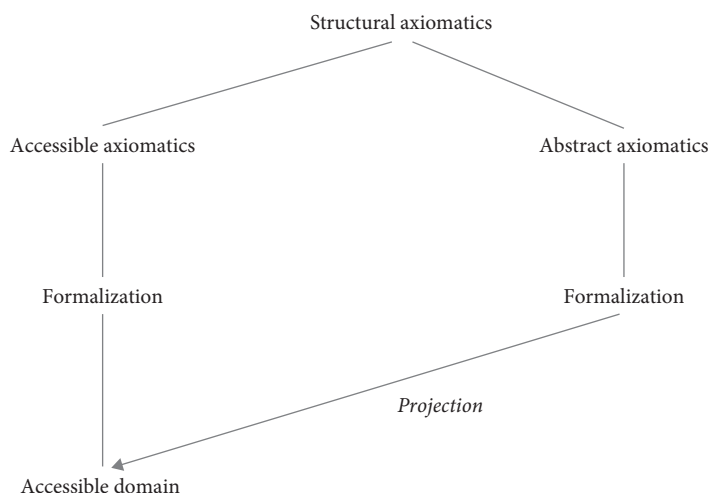 Structural axiomatics
Accessible axiomatics
Abstract axiomatics
Formalization
Formalization
Projection
Accessible domain